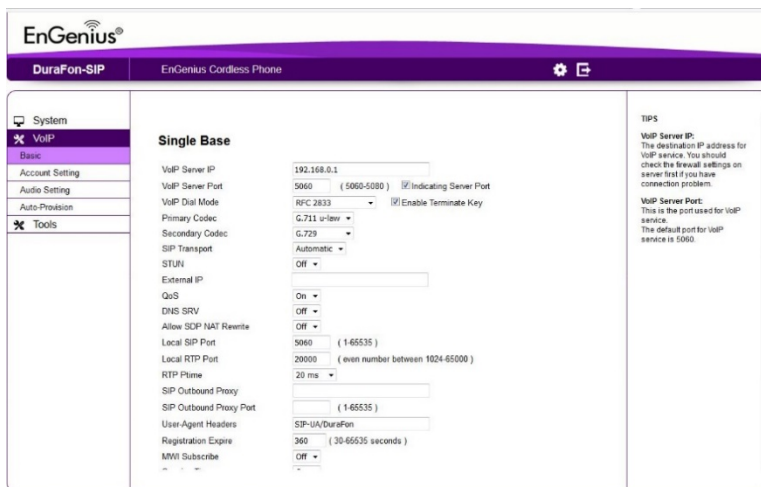 EnGenius®
DuraFon-SIP EnGenius Cordless Phone
System
VoIP
Basic
Account Setting
Audio Setting
Auto-Provision
Tools
Single Base
VoIP Server IP 192.168.0.1
VoIP Server Port 5060 ( 5060-5080 ) Indicating Server Port
VoIP Dial Mode RFC 2833 Enable Terminate Key
Primary Codec G.711 u-law
Secondary Codec G.729
SIP Transport Automatic
STUN Off
External IP
QoS On
DNS SRV Off
Allow SDP NAT Rewrite Off
Local SIP Port 5060 ( 1-65535 )
Local RTP Port 20000 ( even number between 1024-65000 )
RTP Ptime 20 ms
SIP Outbound Proxy
SIP Outbound Proxy Port ( 1-65535 )
User-Agent Headers SIP-UA/DuraFon
Registration Expire 360 ( 30-65535 seconds )
MWI Subscribe Off
TIPS
VoIP Server IP:
The destination IP address for
VoIP service. You should
check the firewall settings on
server first if you have
connection problem.
VoIP Server Port:
This is the port used for VoIP
service.
The default port for VoIP
service is 5060.